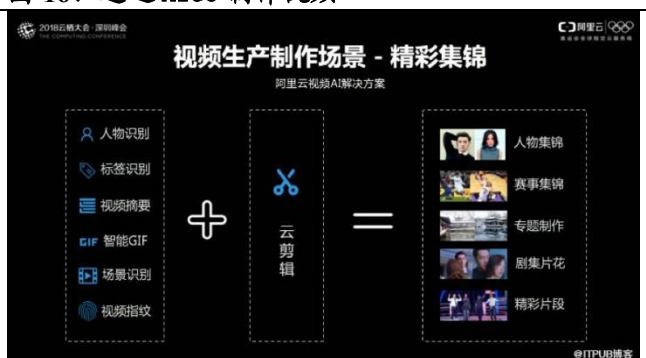 2018云栖大会·深圳峰会
THE COMPUTING CONFERENCE
阿里云
视频生产制作场景 - 精彩集锦
阿里云视频AI解决方案
人物识别
标签识别
视频摘要
GIF 智能GIF
场景识别
视频指纹
云剪辑
人物集锦
赛事集锦
专题制作
剧集片花
精彩片段
@ITPUB博客